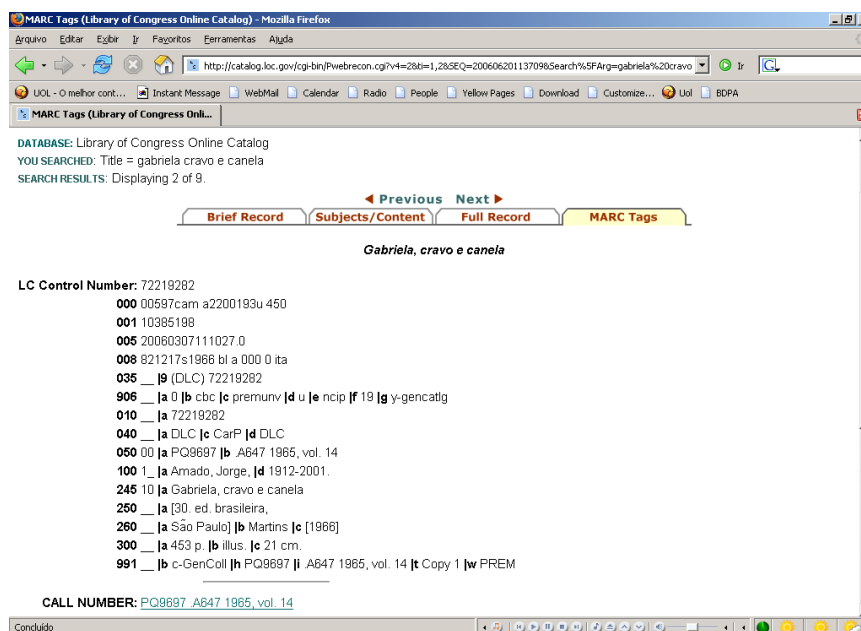 MARC Tags (Library of Congress Online Catalog) - Mozilla Firefox
Arquivo Editar Exibir Ir Favoritos Ferramentas Ajuda
http://catalog.loc.gov/cgi-bin/Pwebrecon.cgi?v4=2&ti=1,2&SEQ=20060620113709&Search%5FArg=gabriela%20cravo Ir G
UOL - O melhor cont... Instant Message WebMail Calendar Radio People Yellow Pages Download Customize... Uol BDPA
MARC Tags (Library of Congress Onli...
DATABASE: Library of Congress Online Catalog
YOU SEARCHED: Title = gabriela cravo e canela
SEARCH RESULTS: Displaying 2 of 9.
Previous Next
Brief Record Subjects/Content Full Record MARC Tags
Gabriela, cravo e canela
LC Control Number: 72219282
000 00597cam a2200193u 450
001 10385198
005 20060307111027.0
008 821217s1966 bl a 000 0 ita
035 __ |9 (DLC) 72219282
906 __ |a 0 |b cbc |c premunv |d u |e ncip |f 19 |g y-gencatlg
010 __ |a 72219282
040 __ |a DLC |c CarP |d DLC
050 00 |a PQ9697 |b .A647 1965, vol. 14
100 1_ |a Amado, Jorge, |d 1912-2001.
245 10 |a Gabriela, cravo e canela
250 __ |a [30. ed. brasileira,
260 __ |a São Paulo] |b Martins |c [1966]
300 __ |a 453 p. |b illus. |c 21 cm.
991 __ |b c-GenColl |h PQ9697 |i .A647 1965, vol. 14 |t Copy 1 |w PREM
CALL NUMBER: PQ9697 .A647 1965, vol. 14
Concluído